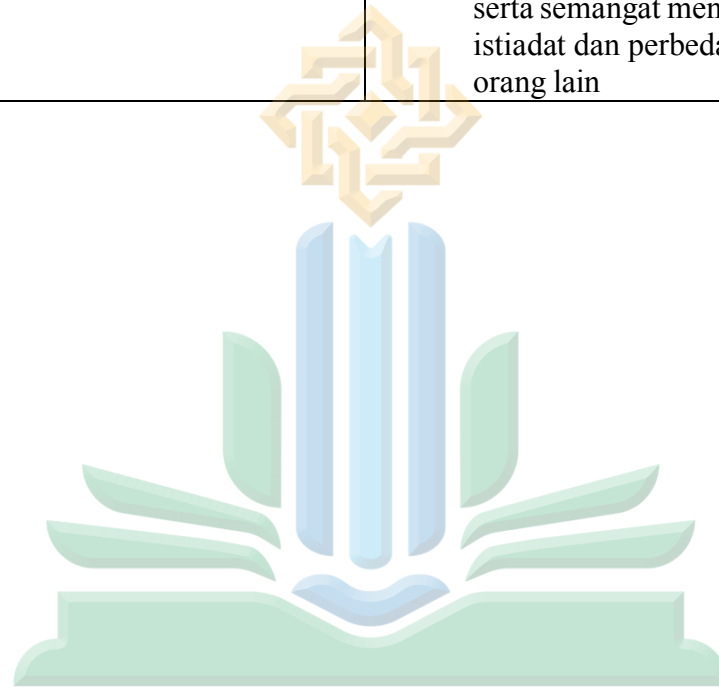 serta semangat men
istiadat dan perbeda
orang lain